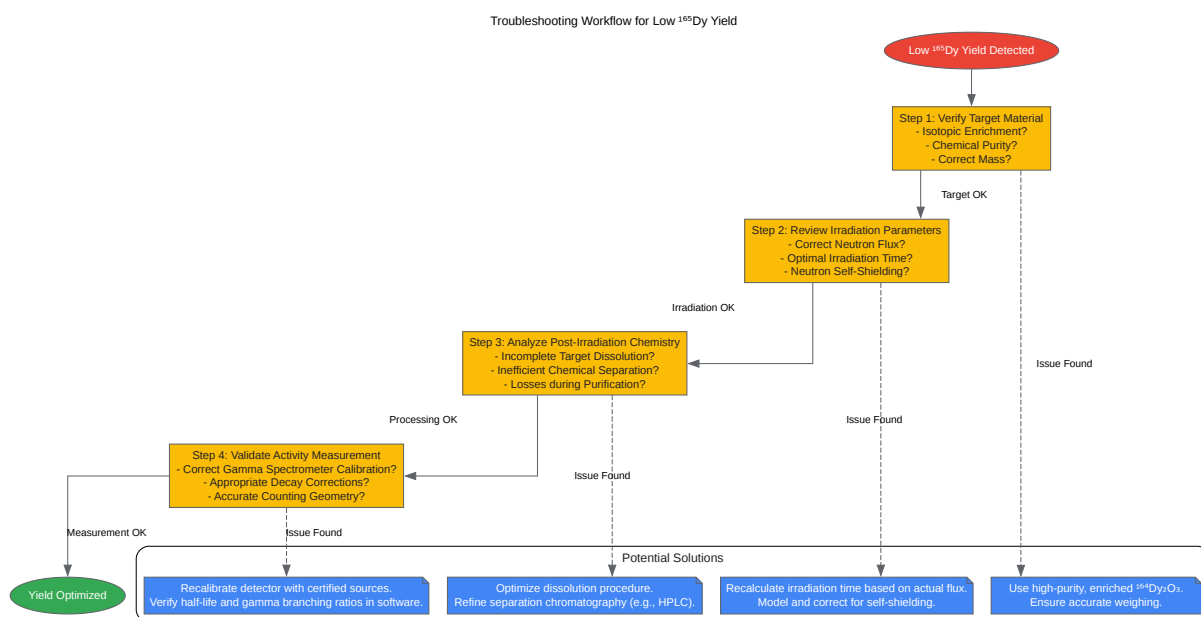 Troubleshooting Workflow for Low ¹⁶⁵Dy Yield
Low ¹⁶⁵Dy Yield Detected
Step 1: Verify Target Material
- Isotopic Enrichment?
- Chemical Purity?
- Correct Mass?
Target OK
Step 2: Review Irradiation Parameters
- Correct Neutron Flux?
- Optimal Irradiation Time?
- Neutron Self-Shielding?
Irradiation OK
Issue Found
Step 3: Analyze Post-Irradiation Chemistry
- Incomplete Target Dissolution?
- Inefficient Chemical Separation?
- Losses during Purification?
Processing OK
Issue Found
Step 4: Validate Activity Measurement
- Correct Gamma Spectrometer Calibration?
- Appropriate Decay Corrections?
- Accurate Counting Geometry?
Issue Found
Measurement OK
Issue Found
Potential Solutions
Yield Optimized
Recalibrate detector with certified sources.
Verify half-life and gamma branching ratios in software.
Optimize dissolution procedure.
Refine separation chromatography (e.g., HPLC).
Recalculate irradiation time based on actual flux.
Model and correct for self-shielding.
Use high-purity, enriched ¹⁶⁴Dy₂O₃.
Ensure accurate weighing.